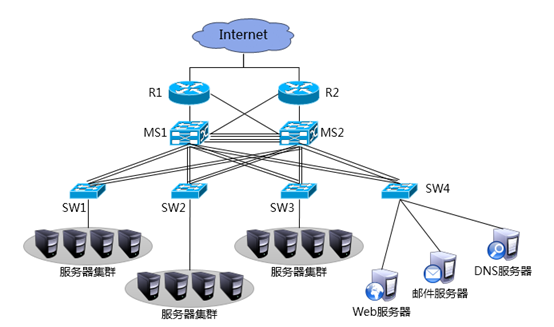 Internet
R1
R2
MS1
MS2
SW1
SW2
SW3
SW4
服务器集群
服务器集群
服务器集群
DNS服务器
邮件服务器
Web服务器